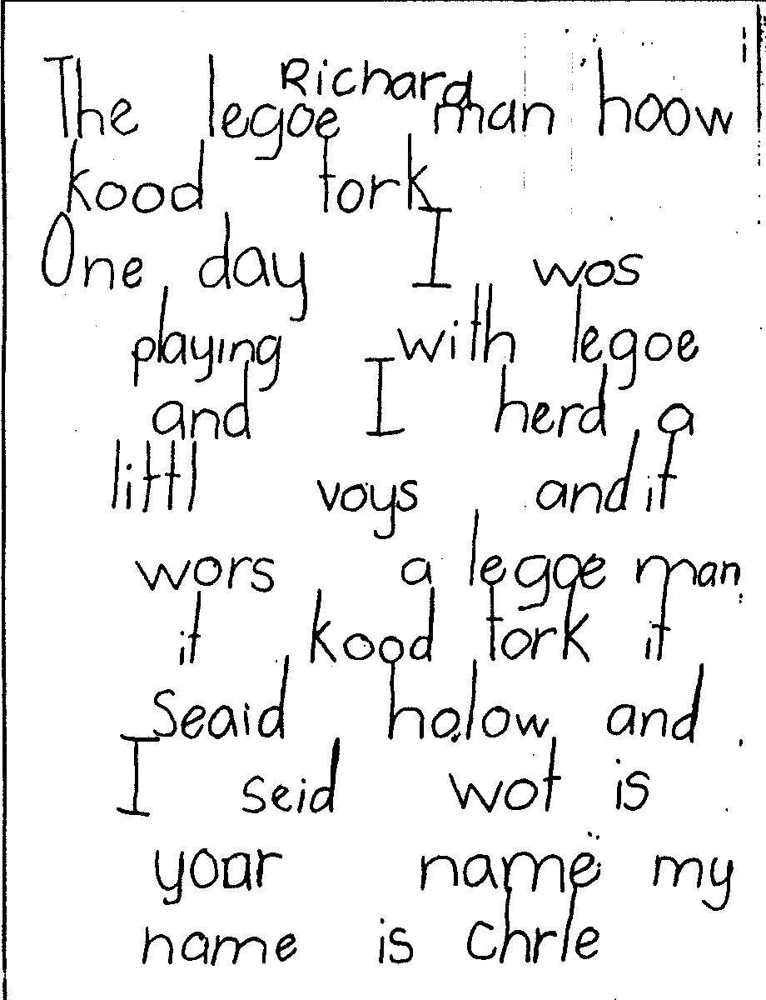 Richard
The legoe man hoow
kood tork
One day I wos
playing with legoe
and I herd a
littl voys and it
wors a legoe man
it kood tork it
Seaid holow and
I seid wot is
yoar name my
name is Chrle